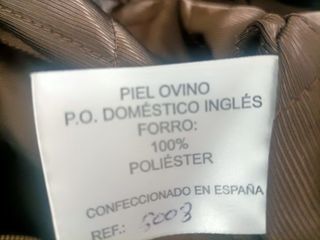 PIEL OVINO
P.O. DOMÉSTICO INGLÉS
FORRO:
100%
POLIÉSTER
CONFECCIONADO EN ESPAÑA
REF.: 5003